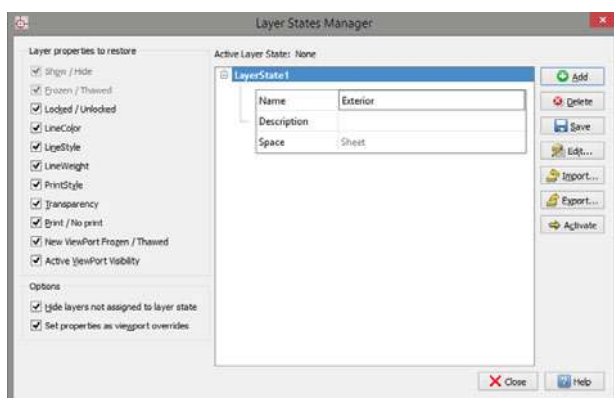 Layer States Manager
Layer properties to restore
Show / Hide
Frozen / Thawed
Locked / Unlocked
LineColor
LineStyle
LineWeight
PrintStyle
Transparency
Print / No print
New ViewPort Frozen / Thawed
Active ViewPort Visibility
Options
Hide layers not assigned to layer state
Set properties as viewport overrides
Active Layer State: None
LayerState1
Name Exterior
Description
Space Sheet
Add
Delete
Save
Edit...
Import...
Export...
Activate
Close
Help